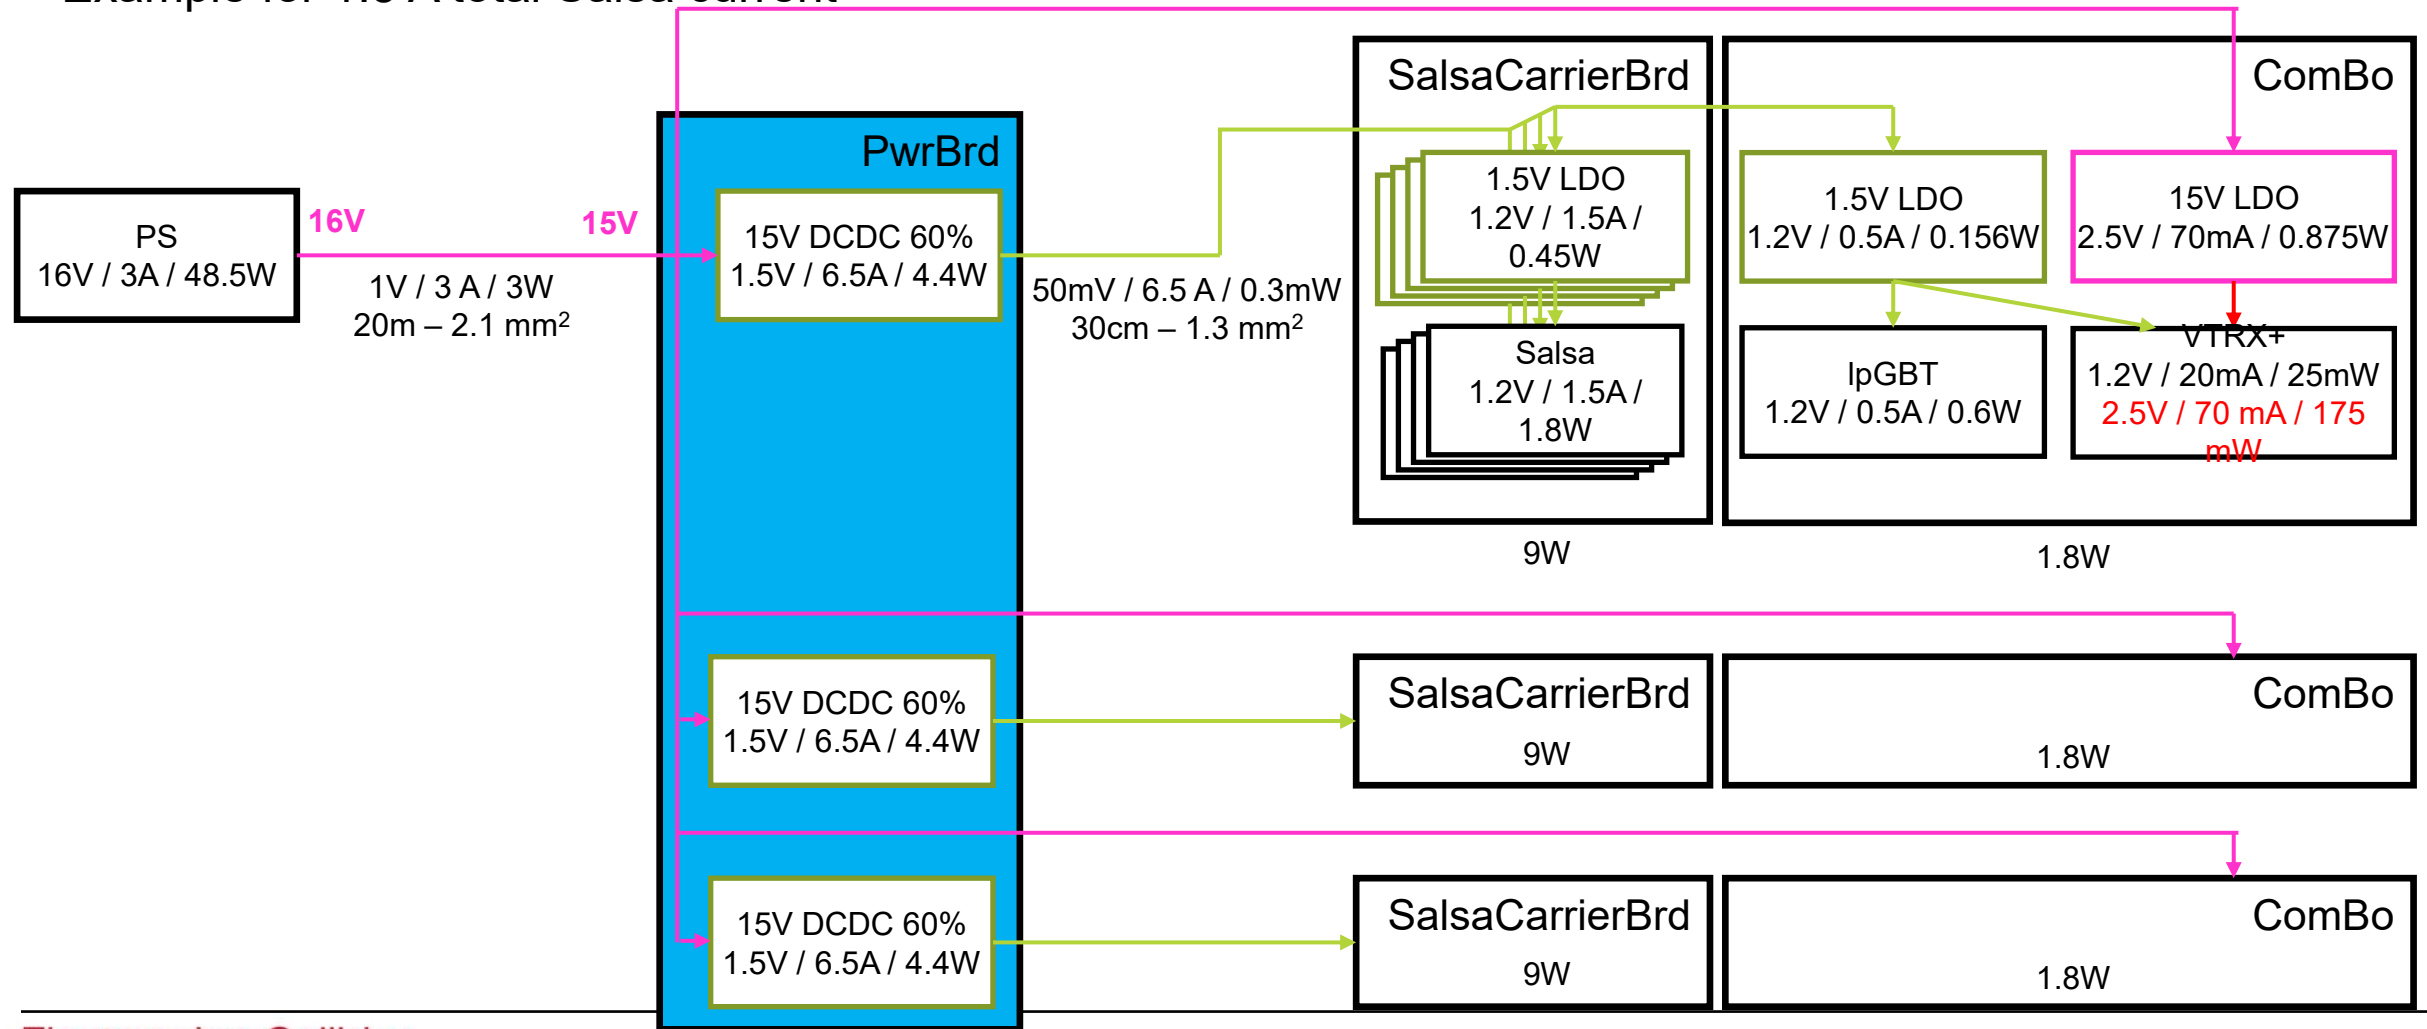 PwrBrd
SalsaCarrierBrd
ComBo
PS
16V / 3A / 48.5W
16V
15V
1V / 3 A / 3W
20m – 2.1 mm²
15V DCDC 60%
1.5V / 6.5A / 4.4W
50mV / 6.5 A / 0.3mW
30cm – 1.3 mm²
1.5V LDO
1.2V / 1.5A /
0.45W
Salsa
1.2V / 1.5A /
1.8W
1.5V LDO
1.2V / 0.5A / 0.156W
15V LDO
2.5V / 70mA / 0.875W
lpGBT
1.2V / 0.5A / 0.6W
VTRX+
1.2V / 20mA / 25mW
2.5V / 70 mA / 175
mW
9W
1.8W
15V DCDC 60%
1.5V / 6.5A / 4.4W
SalsaCarrierBrd
9W
ComBo
1.8W
15V DCDC 60%
1.5V / 6.5A / 4.4W
SalsaCarrierBrd
9W
ComBo
1.8W